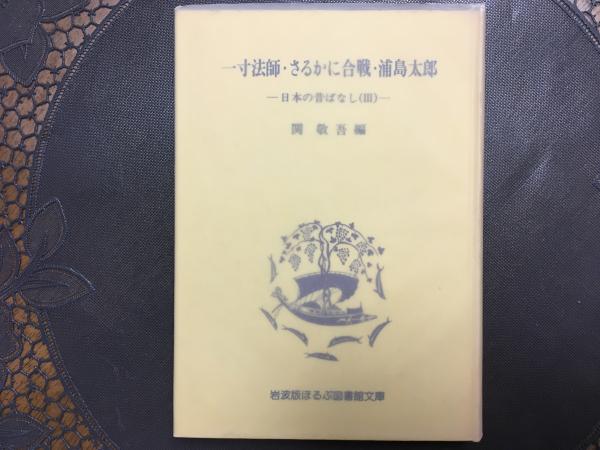 一寸法師・さるかに合戦・浦島太郎
―日本の昔ばなし(Ⅲ)―
関敬吾編
岩波版ほるぷ図書館文庫